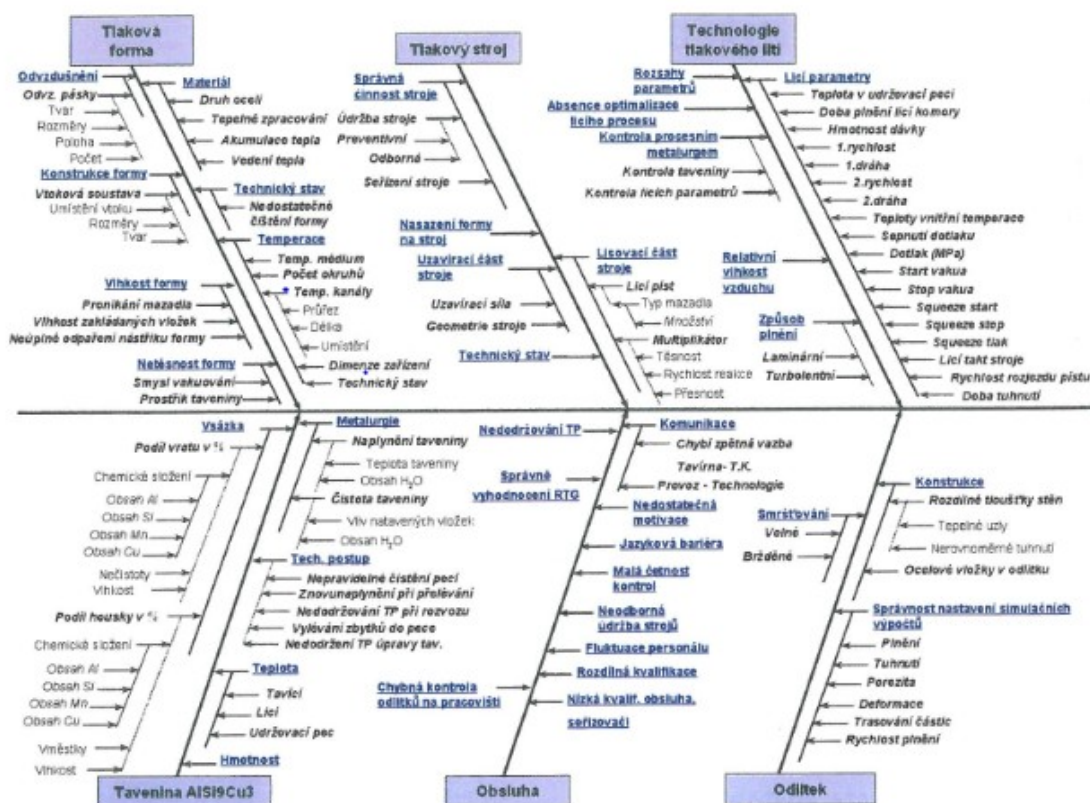 Tlaková
forma
Tlakový stroj
Technologie
tlakového lití
Odvzdušnění
Odvz. pásky
Tvar
Rozměry
Poloha
Počet
Materiál
Druh oceli
Tepelné zpracování
Akumulace tepla
Vedení tepla
Konstrukce formy
Vtoková soustava
Umístění vtoku
Rozměry
Tvar
Technický stav
Nedostatečné
čištění formy
Temperace
Temp. médium
Počet okruhů
Temp. kanály
Průřez
Délka
Umístění
Dimenze zařízení
Technický stav
Vlhkost formy
Pronikání mazadla
Vlhkost zakládaných vložek
Neúplné odpaření nástřiku formy
Netěsnost formy
Smysl vakuování
Prostřik taveniny
Správná
činnost stroje
Údržba stroje
Preventivní
Odborná
Seřízení stroje
Nasazení formy
na stroj
Uzavírací část
stroje
Uzavírací síla
Geometrie stroje
Technický stav
Lisovací část
stroje
Licí píst
Typ mazadla
Množství
Multiplikátor
Těsnost
Rychlost reakce
Přesnost
Rozsahy
parametrů
Absence optimalizace
licího procesu
Kontrola procesním
metalurgem
Kontrola taveniny
Kontrola licích parametrů
Relativní
vlhkost
vzduchu
Způsob
plnění
Laminární
Turbolentní
Licí parametry
Teplota v udržovací peci
Doba plnění licí komory
Hmotnost dávky
1.rychlost
1.dráha
2.rychlost
2.dráha
Teploty vnitřní temperace
Sepnutí dotlaku
Dotlak (MPa)
Start vakua
Stop vakua
Squeeze start
Squeeze stop
Squeeze tlak
Licí takt stroje
Rychlost rozjezdu pístu
Doba tuhnutí
Vsázka
Podíl vratu v %
Chemické složení
Obsah Al
Obsah Si
Obsah Mn
Obsah Cu
Nečistoty
Vlhkost
Podíl housky v %
Chemické složení
Obsah Al
Obsah Si
Obsah Mn
Obsah Cu
Vměstky
Vlhkost
Metalurgie
Naplynění taveniny
Teplota taveniny
Obsah H₂O
Čistota taveniny
Vliv natavených vložek
Obsah H₂O
Tech. postup
Nepravidelné čištění pecí
Znovunaplynění při přelévání
Nedodržování TP při rozvozu
Vylévání zbytků do pece
Nedodržení TP úpravy tav.
Teplota
Tavící
Licí
Udržovací pec
Hmotnost
Nedodržování TP
Správné
vyhodnocení RTG
Chybná kontrola
odlitků na pracovišti
Komunikace
Chybí zpětná vazba
Tavírna- T.K.
Provoz - Technologie
Nedostatečná
motivace
Jazyková bariéra
Malá četnost
kontrol
Neodborná
údržba strojů
Fluktuace personálu
Rozdílná kvalifikace
Nízká kvalif. obsluha,
seřizovači
Smršťování
Volné
Bržděné
Konstrukce
Rozdílné tloušťky stěn
Tepelné uzly
Nerovnoměrné tuhnutí
Ocelové vložky v odlitku
Správnost nastavení simulačních
výpočtů
Plnění
Tuhnutí
Porezita
Deformace
Trasování částic
Rychlost plnění
Tavenina AlSi9Cu3
Obsluha
Odlitek